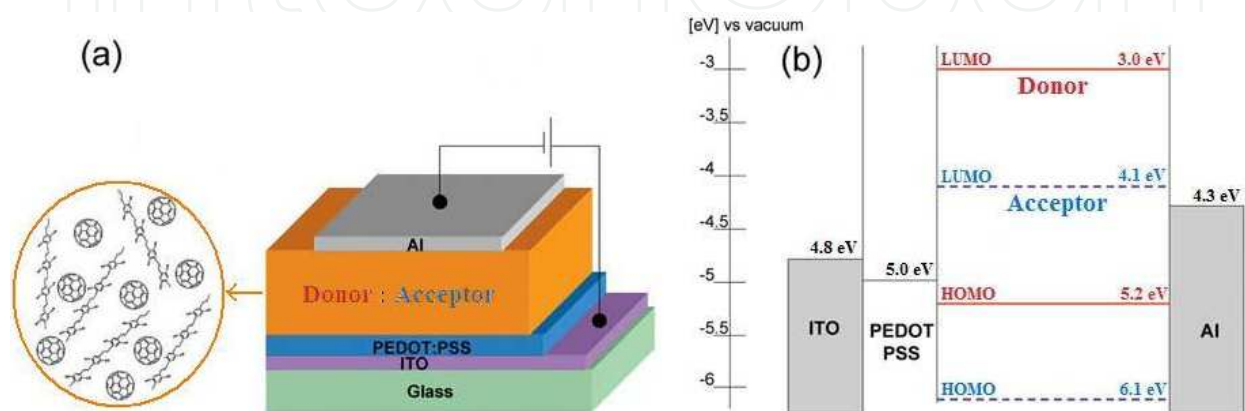 (a)
Al
Donor : Acceptor
PEDOT:PSS
ITO
Glass
[eV] vs vacuum
-3
-3,5
-4
-4,5
-5
-5,5
-6
(b)
LUMO 3.0 eV
Donor
LUMO 4.1 eV
Acceptor
4.3 eV
4.8 eV
5.0 eV
HOMO 5.2 eV
ITO
PEDOT
PSS
Al
HOMO 6.1 eV